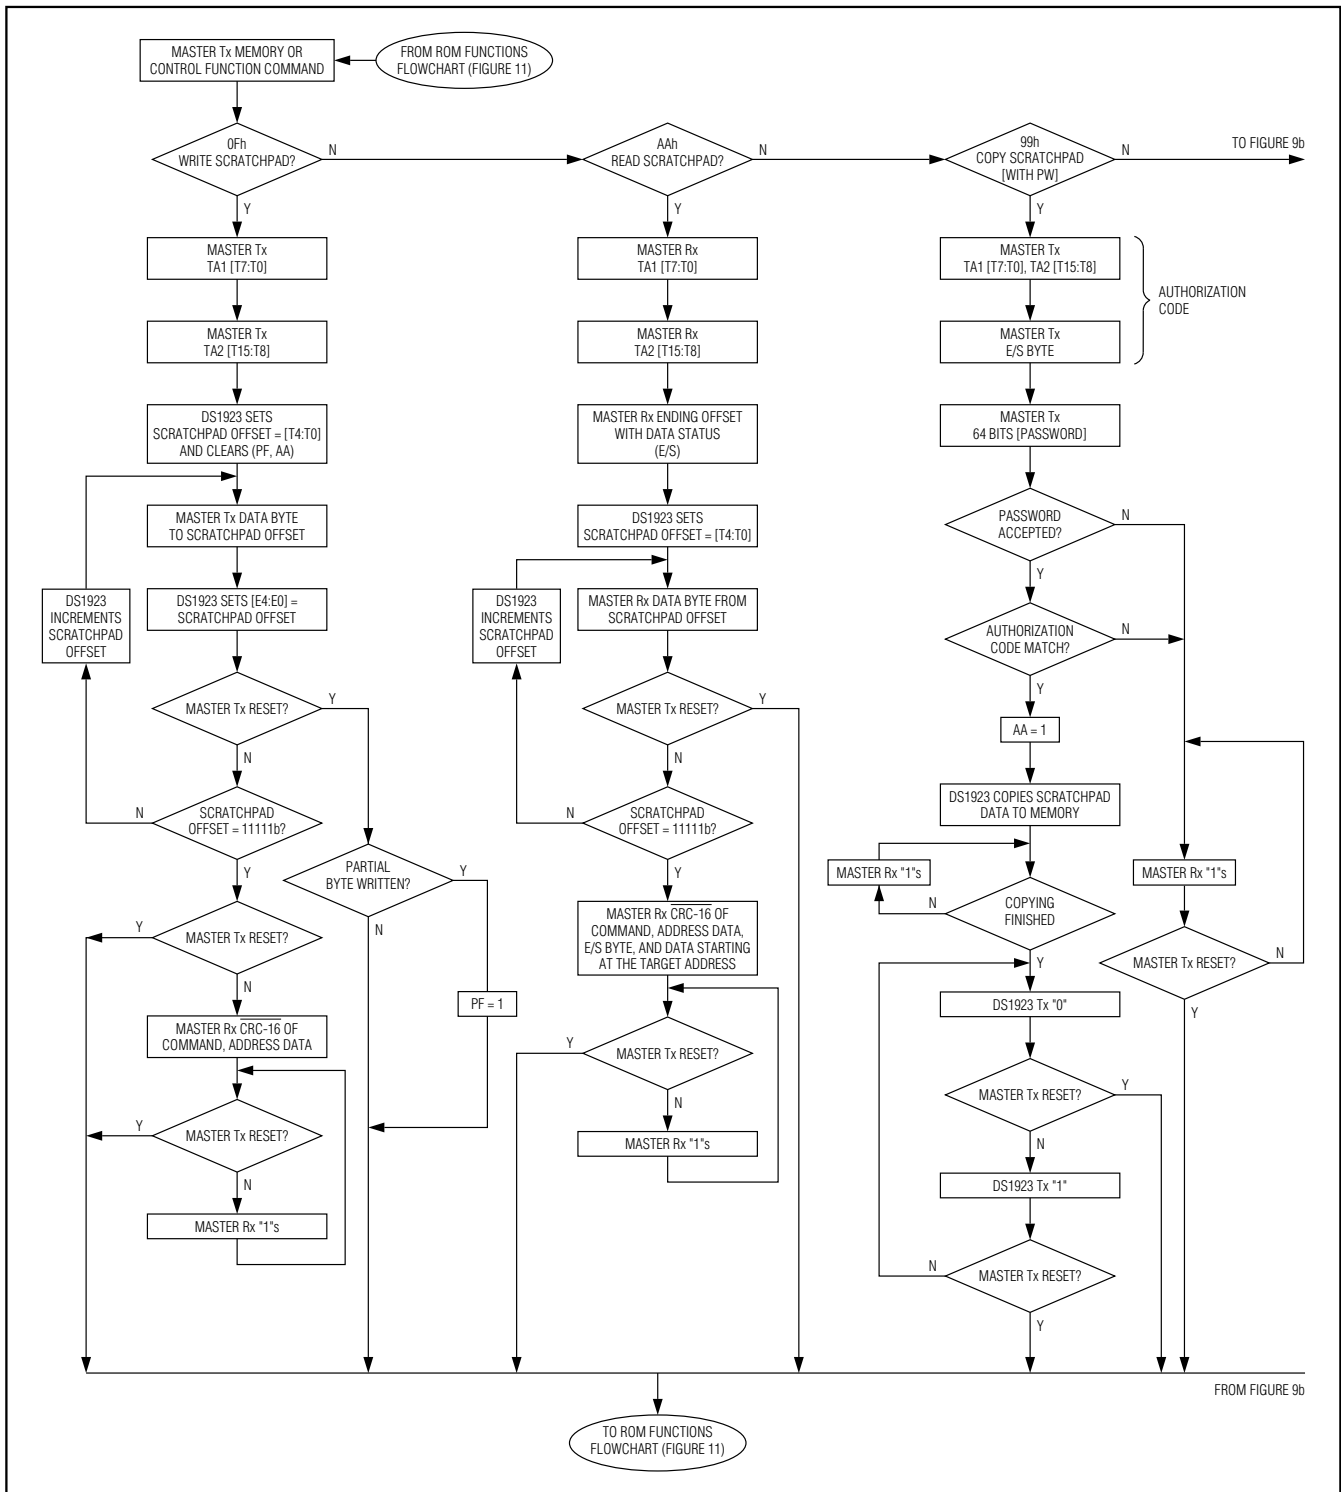 MASTER Tx MEMORY OR
CONTROL FUNCTION COMMAND
FROM ROM FUNCTIONS
FLOWCHART (FIGURE 11)
0Fh
WRITE SCRATCHPAD?
N
Y
AAh
READ SCRATCHPAD?
N
Y
99h
COPY SCRATCHPAD
[WITH PW]
N
Y
TO FIGURE 9b
MASTER Tx
TA1 [T7:T0]
MASTER Tx
TA2 [T15:T8]
DS1923 SETS
SCRATCHPAD OFFSET = [T4:T0]
AND CLEARS (PF, AA)
MASTER Tx DATA BYTE
TO SCRATCHPAD OFFSET
DS1923 SETS [E4:E0] =
SCRATCHPAD OFFSET
DS1923
INCREMENTS
SCRATCHPAD
OFFSET
MASTER Tx RESET?
Y
N
SCRATCHPAD
OFFSET = 11111b?
N
Y
PARTIAL
BYTE WRITTEN?
Y
N
PF = 1
MASTER Tx RESET?
Y
N
MASTER Rx CRC-16 OF
COMMAND, ADDRESS DATA
MASTER Tx RESET?
Y
N
MASTER Rx "1"s
MASTER Rx
TA1 [T7:T0]
MASTER Rx
TA2 [T15:T8]
MASTER Rx ENDING OFFSET
WITH DATA STATUS
(E/S)
DS1923 SETS
SCRATCHPAD OFFSET = [T4:T0]
MASTER Rx DATA BYTE FROM
SCRATCHPAD OFFSET
DS1923
INCREMENTS
SCRATCHPAD
OFFSET
MASTER Tx RESET?
Y
N
SCRATCHPAD
OFFSET = 11111b?
N
Y
MASTER Rx CRC-16 OF
COMMAND, ADDRESS DATA,
E/S BYTE, AND DATA STARTING
AT THE TARGET ADDRESS
MASTER Tx RESET?
Y
N
MASTER Rx "1"s
MASTER Tx
TA1 [T7:T0], TA2 [T15:T8]
MASTER Tx
E/S BYTE
AUTHORIZATION
CODE
MASTER Tx
64 BITS [PASSWORD]
PASSWORD
ACCEPTED?
N
Y
AUTHORIZATION
CODE MATCH?
N
Y
AA = 1
DS1923 COPIES SCRATCHPAD
DATA TO MEMORY
MASTER Rx "1"s
COPYING
FINISHED
N
Y
MASTER Rx "1"s
MASTER Tx RESET?
N
Y
DS1923 Tx "0"
MASTER Tx RESET?
Y
N
DS1923 Tx "1"
MASTER Tx RESET?
N
Y
FROM FIGURE 9b
TO ROM FUNCTIONS
FLOWCHART (FIGURE 11)